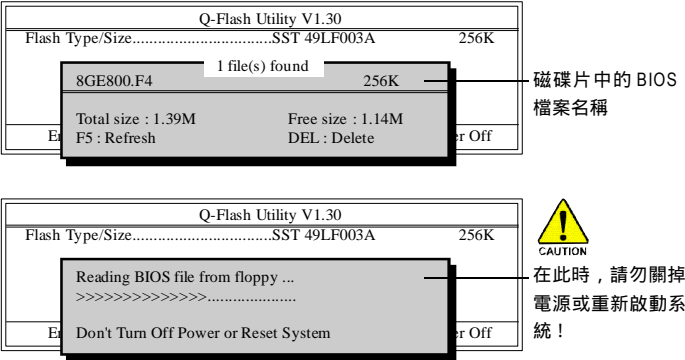 Q-Flash Utility V1.30
Flash Type/Size.................................SST 49LF003A 256K
1 file(s) found
8GE800.F4 256K
Total size : 1.39M Free size : 1.14M
F5 : Refresh DEL : Delete
磁碟片中的 BIOS
檔案名稱
Q-Flash Utility V1.30
Flash Type/Size.................................SST 49LF003A 256K
Reading BIOS file from floppy ...
>>>>>>>>>>>>>>.....................
Don't Turn Off Power or Reset System
Off
CAUTION
在此時，請勿關掉
電源或重新啟動系
統！